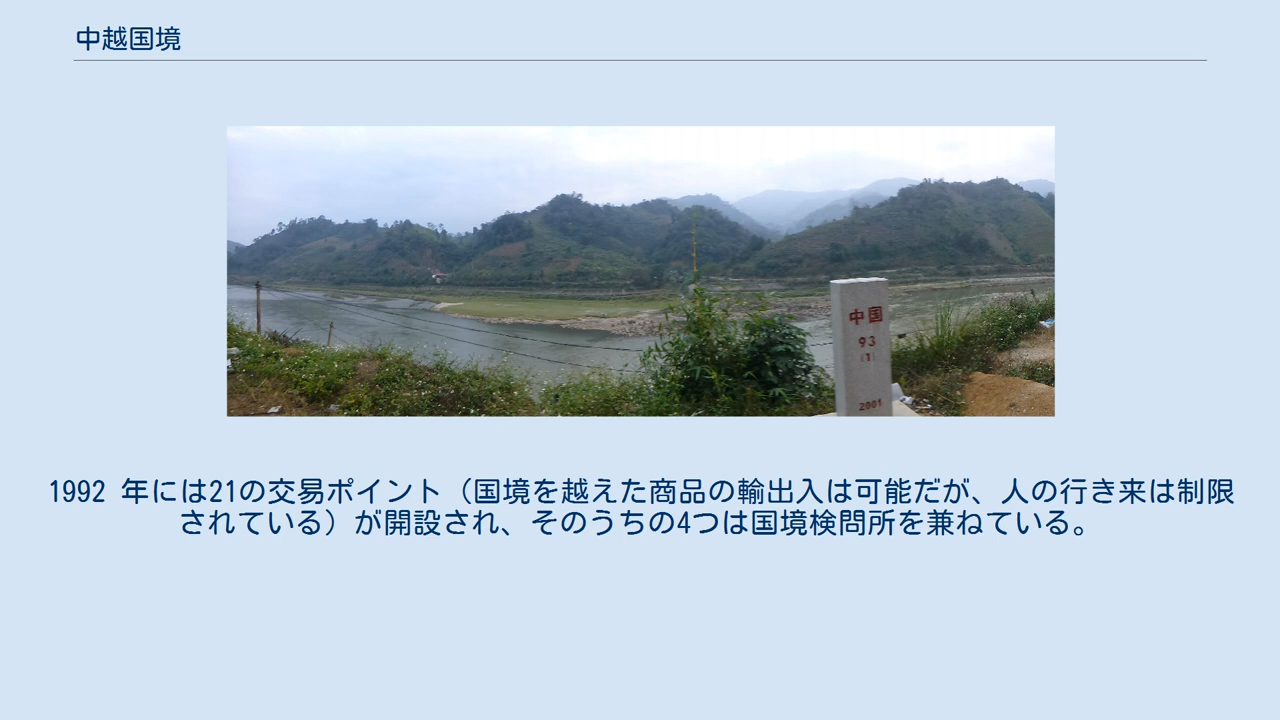 中越国境
中国
93
(1)
2001
1992 年には21の交易ポイント（国境を越えた商品の輸出入は可能だが、人の行き来は制限
されている）が開設され、そのうちの4つは国境検問所を兼ねている。